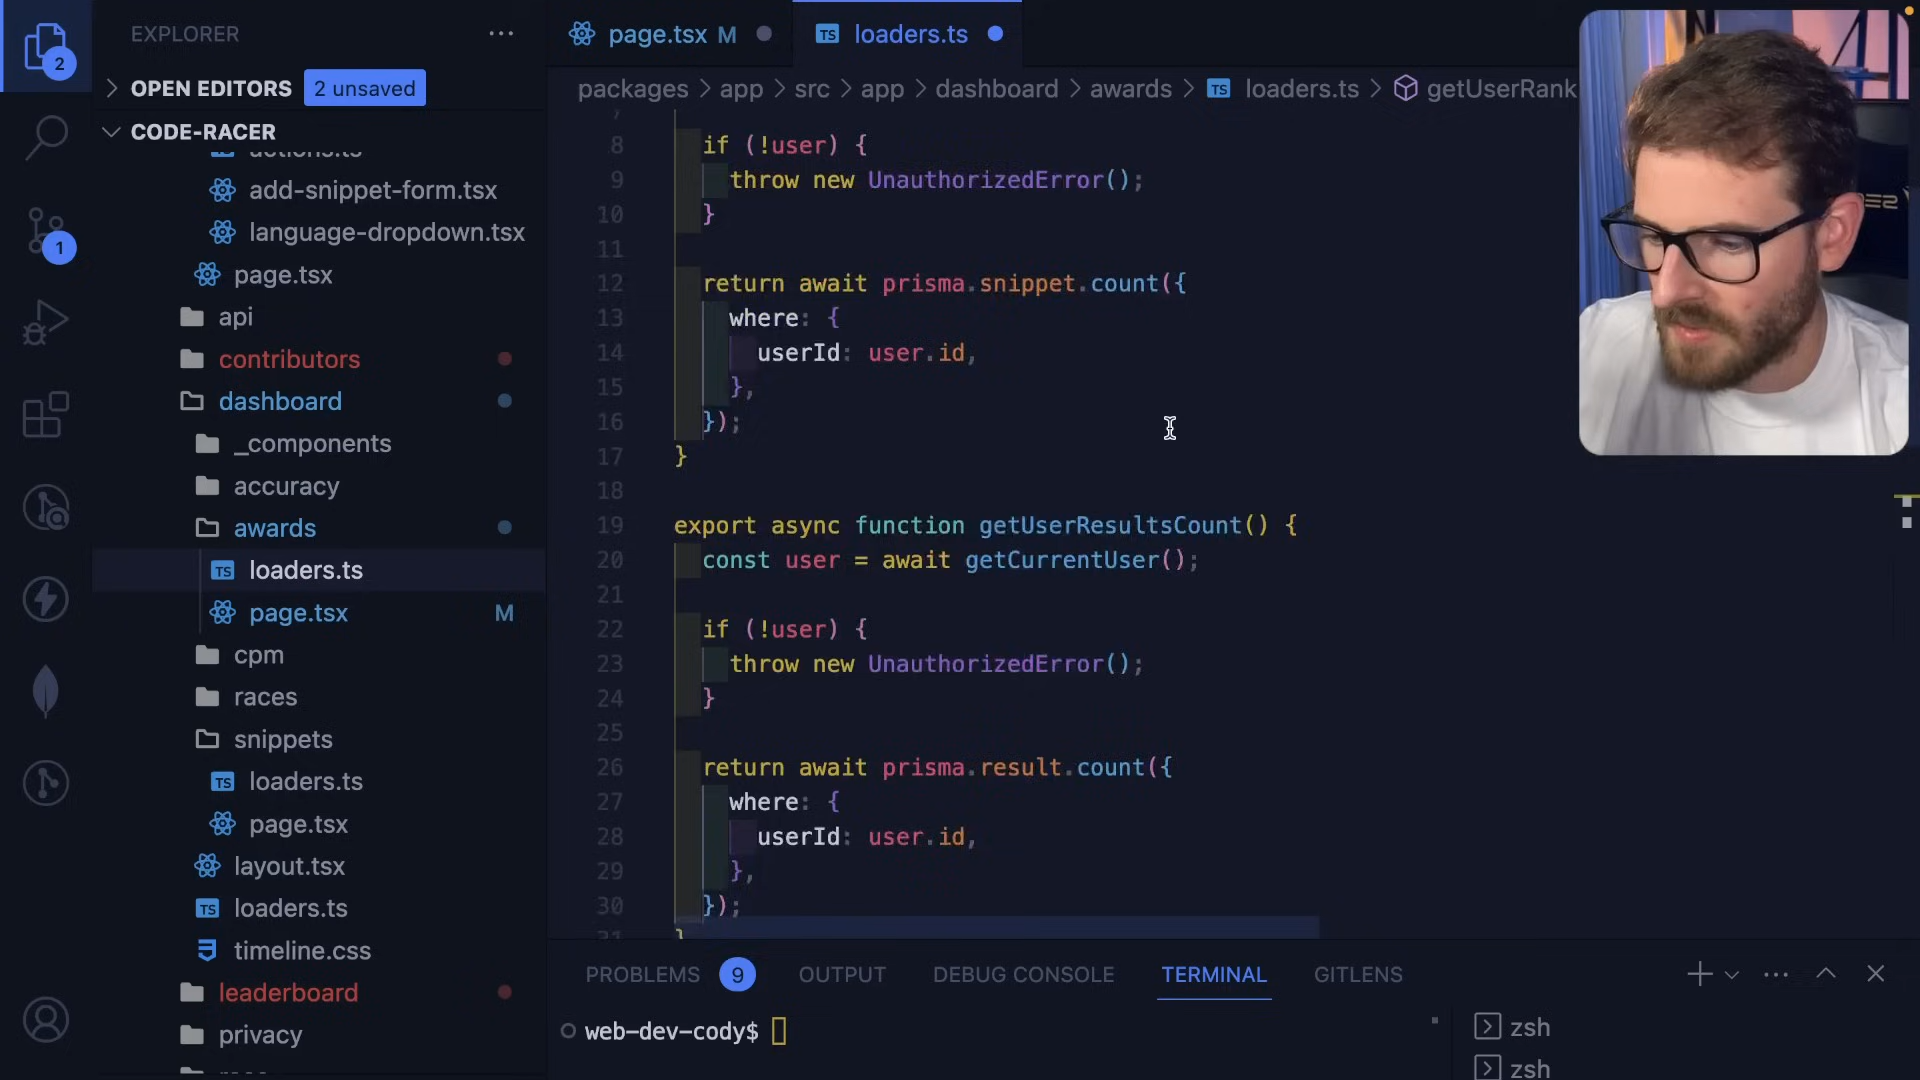 EXPLORER
OPEN EDITORS 2 unsaved
CODE-RACER
actions.ts
add-snippet-form.tsx
language-dropdown.tsx
page.tsx
api
contributors
dashboard
_components
accuracy
awards
loaders.ts
page.tsx M
cpm
races
snippets
loaders.ts
page.tsx
layout.tsx
loaders.ts
timeline.css
leaderboard
privacy
2
1
page.tsx M
TS loaders.ts
packages > app > src > app > dashboard > awards > TS loaders.ts > getUserRank
7
8 if (!user) {
9 throw new UnauthorizedError();
10 }
11
12 return await prisma.snippet.count({
13 where: {
14 userId: user.id,
15 },
16 });
17 }
18
19 export async function getUserResultsCount() {
20 const user = await getCurrentUser();
21
22 if (!user) {
23 throw new UnauthorizedError();
24 }
25
26 return await prisma.result.count({
27 where: {
28 userId: user.id,
29 },
30 });
31 }
PROBLEMS 9 OUTPUT DEBUG CONSOLE TERMINAL GITLENS
web-dev-cody$
zsh
zsh